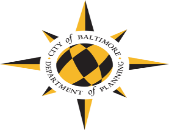 CITY of BALTIMORE
DEPARTMENT of PLANNING